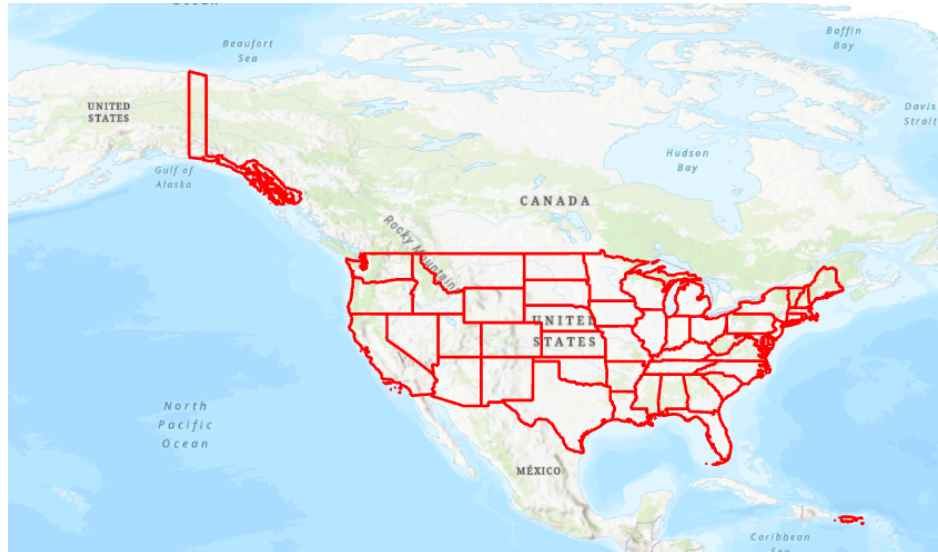 Ocean
Beaufort
Sea
Baffin
Bay
UNITED
STATES
Davis
Strait
Gulf of
Alaska
Hudson
Bay
CANADA
Rocky Mountains
UNITED
STATES
North
Pacific
Ocean
MÉXICO
Caribbean
Sea